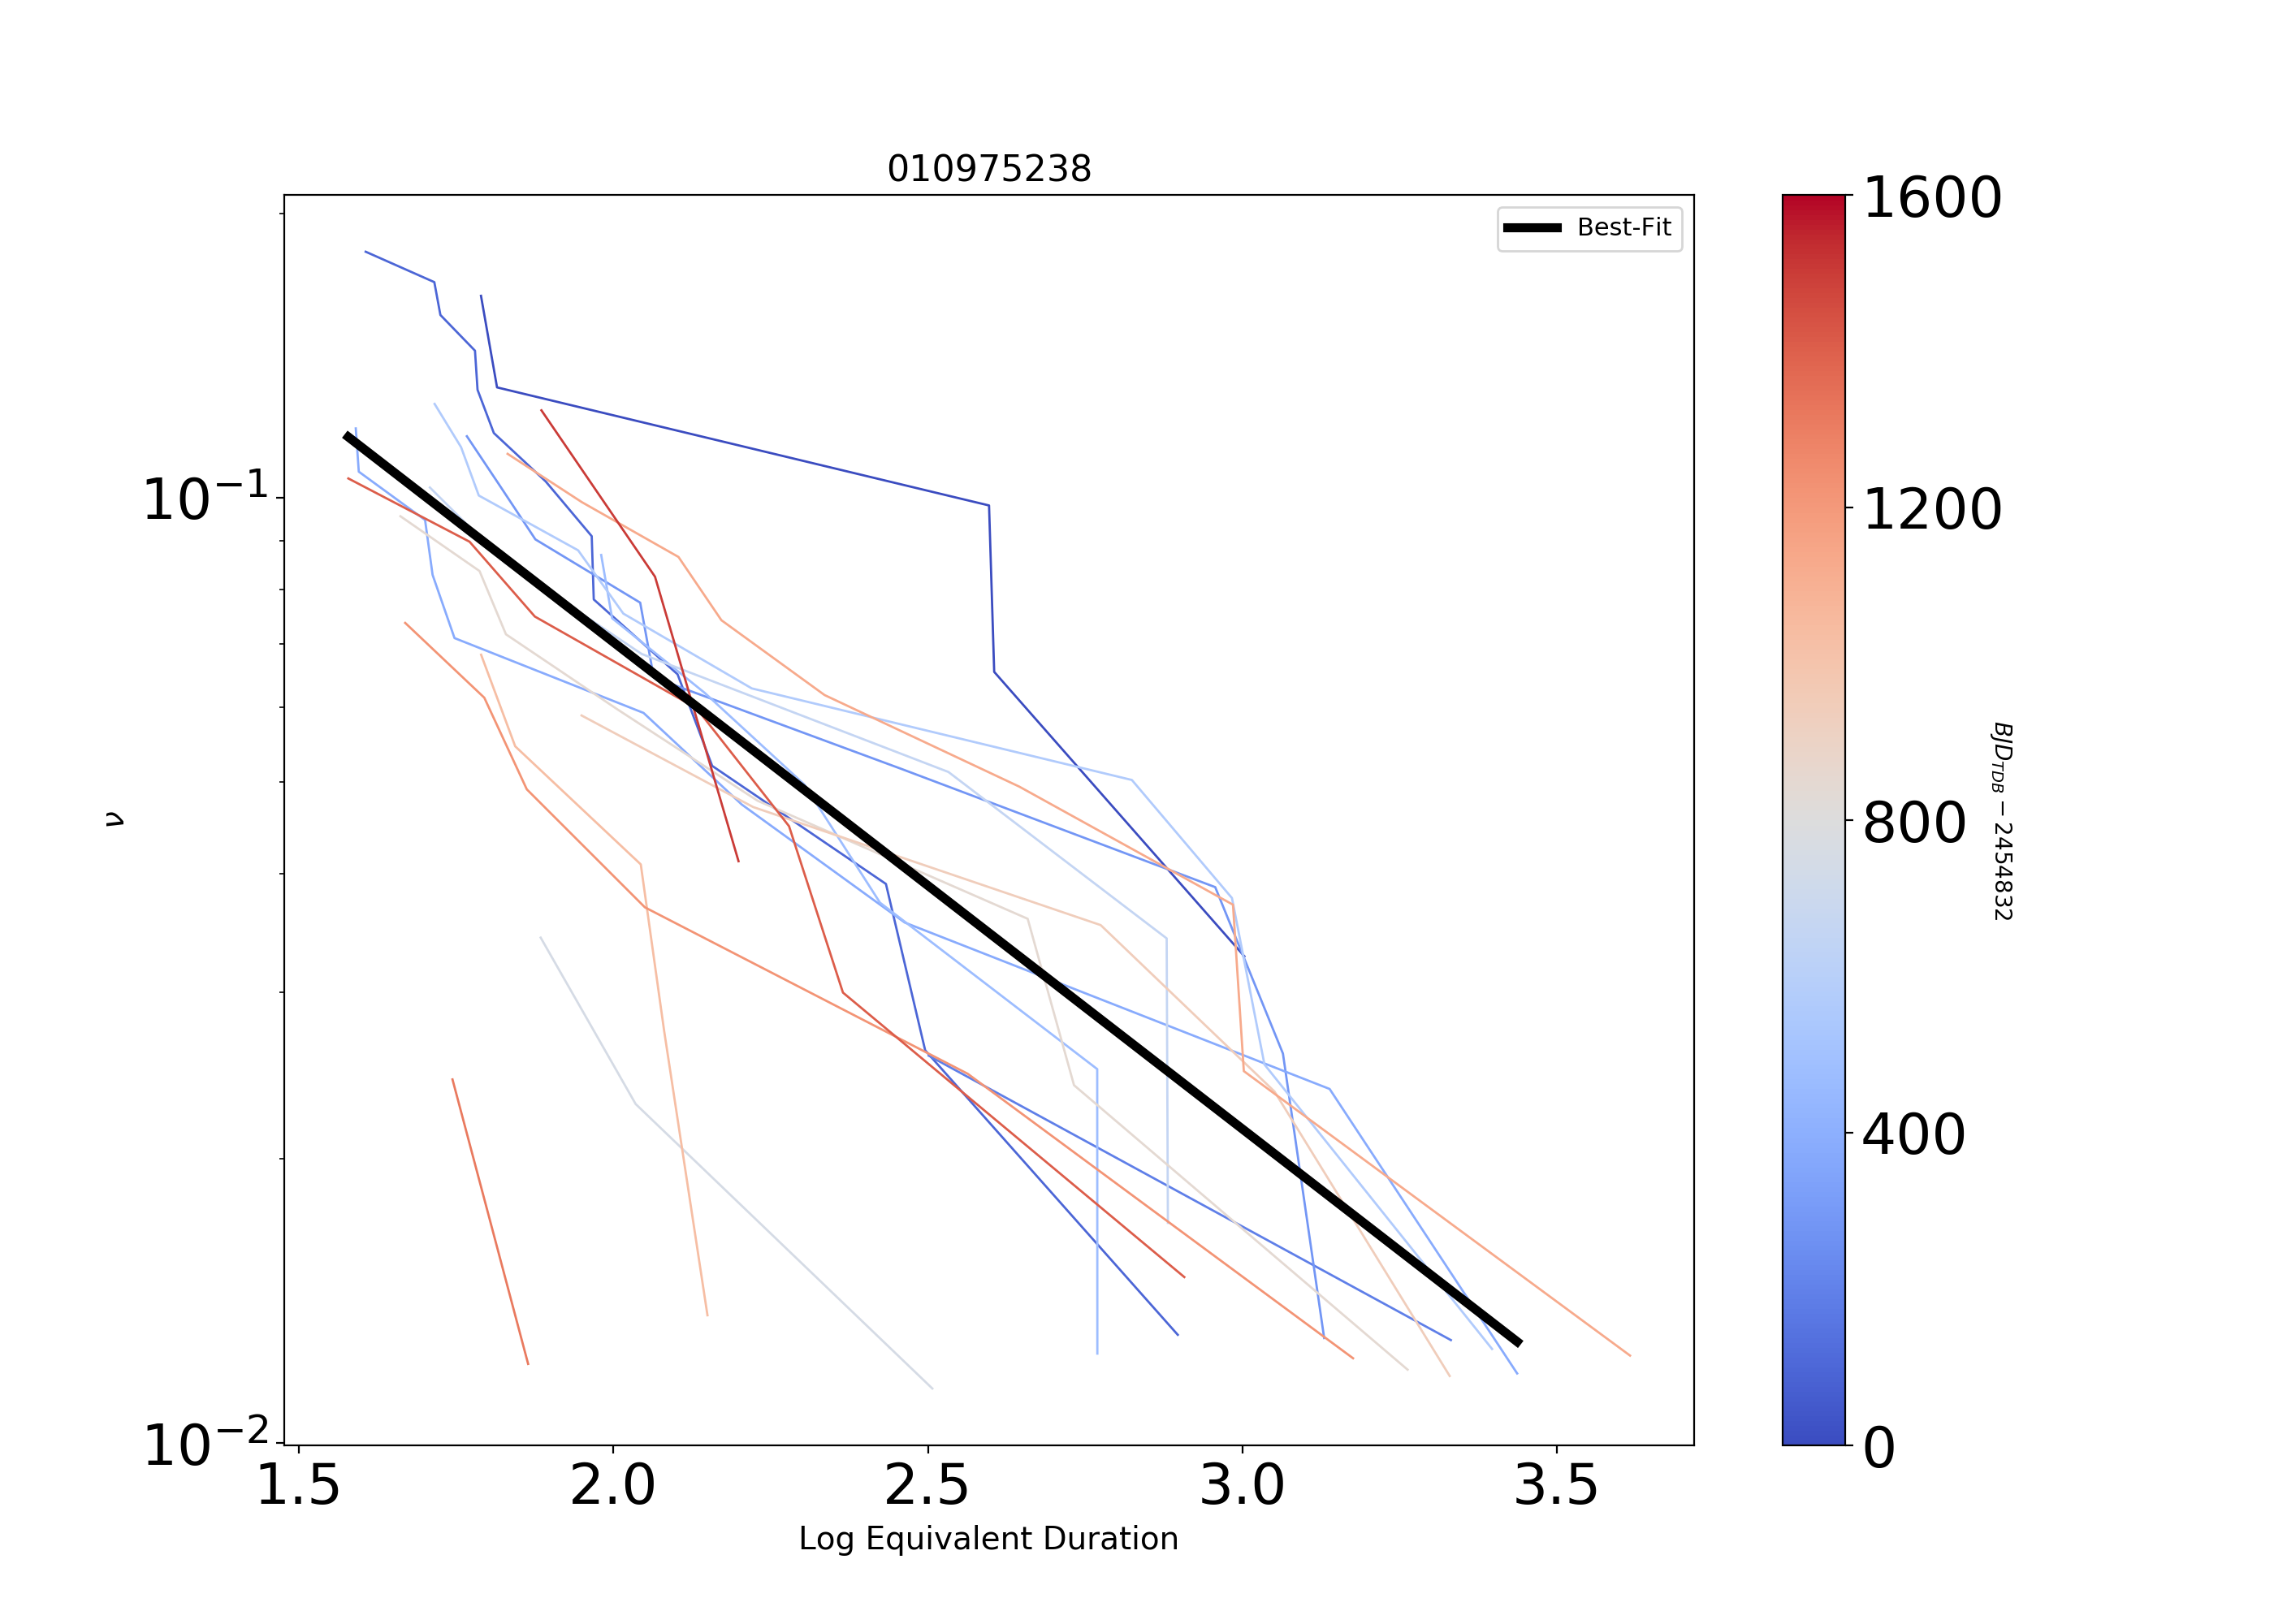 010975238
Best-Fit
ν
10⁻¹
10⁻²
1.5 2.0 2.5 3.0 3.5
Log Equivalent Duration
1600
1200
800
400
0
BJD_TDB − 2454832